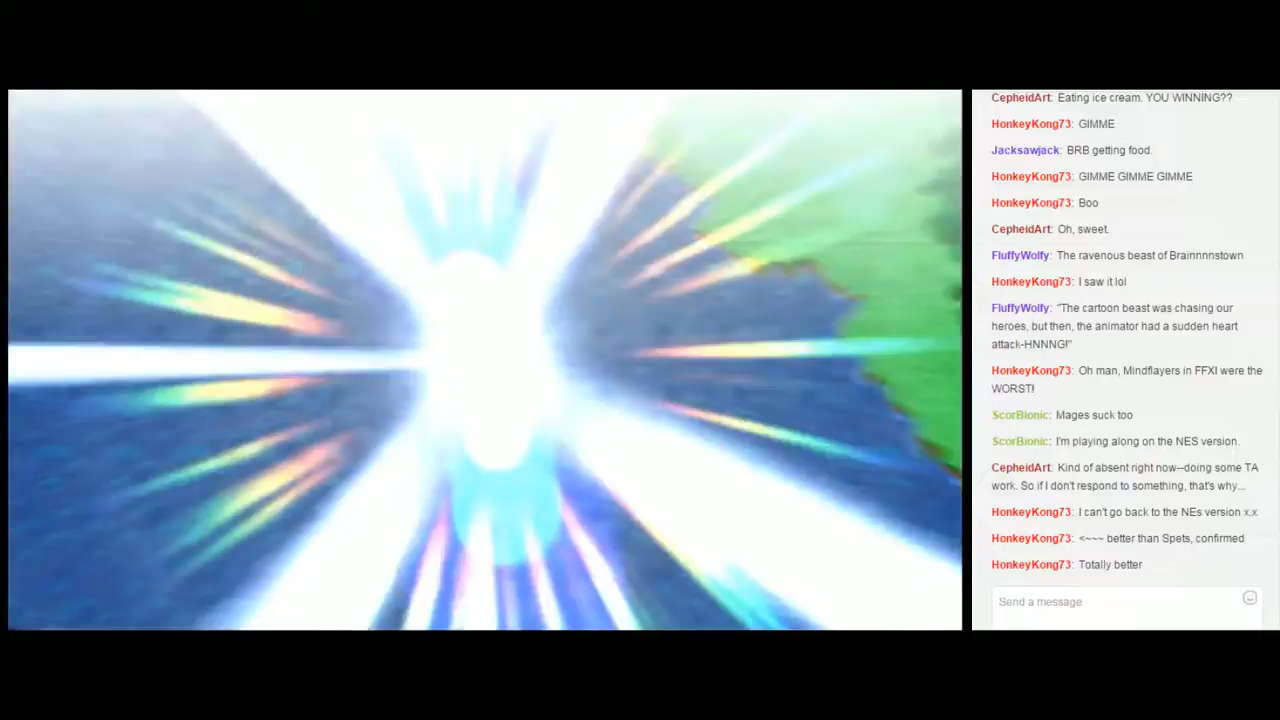 CepheidArt: Eating ice cream. YOU WINNING??
HonkeyKong73: GIMME
Jacksawjack: BRB getting food.
HonkeyKong73: GIMME GIMME GIMME
HonkeyKong73: Boo
CepheidArt: Oh, sweet.
FluffyWolfy: The ravenous beast of Brainnnnstown
HonkeyKong73: I saw it lol
FluffyWolfy: "The cartoon beast was chasing our
heroes, but then, the animator had a sudden heart
attack-HNNNG!"
HonkeyKong73: Oh man, Mindflayers in FFXI were the
WORST!
ScorBionic: Mages suck too
ScorBionic: I'm playing along on the NES version.
CepheidArt: Kind of absent right now--doing some TA
work. So if I don't respond to something, that's why...
HonkeyKong73: I can't go back to the NEs version x.x
HonkeyKong73: <~~~ better than Spets, confirmed
HonkeyKong73: Totally better
Send a message